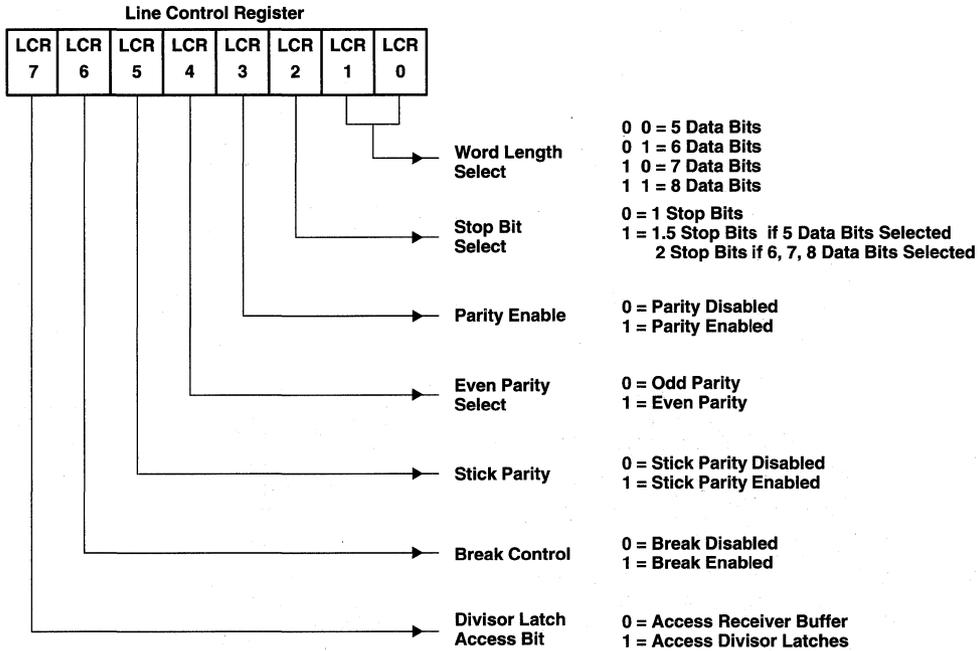 Line Control Register
LCR LCR LCR LCR LCR LCR LCR LCR
7 6 5 4 3 2 1 0
Word Length
Select
0 0 = 5 Data Bits
0 1 = 6 Data Bits
1 0 = 7 Data Bits
1 1 = 8 Data Bits
Stop Bit
Select
0 = 1 Stop Bits
1 = 1.5 Stop Bits if 5 Data Bits Selected
2 Stop Bits if 6, 7, 8 Data Bits Selected
Parity Enable
0 = Parity Disabled
1 = Parity Enabled
Even Parity
Select
0 = Odd Parity
1 = Even Parity
Stick Parity
0 = Stick Parity Disabled
1 = Stick Parity Enabled
Break Control
0 = Break Disabled
1 = Break Enabled
Divisor Latch
Access Bit
0 = Access Receiver Buffer
1 = Access Divisor Latches